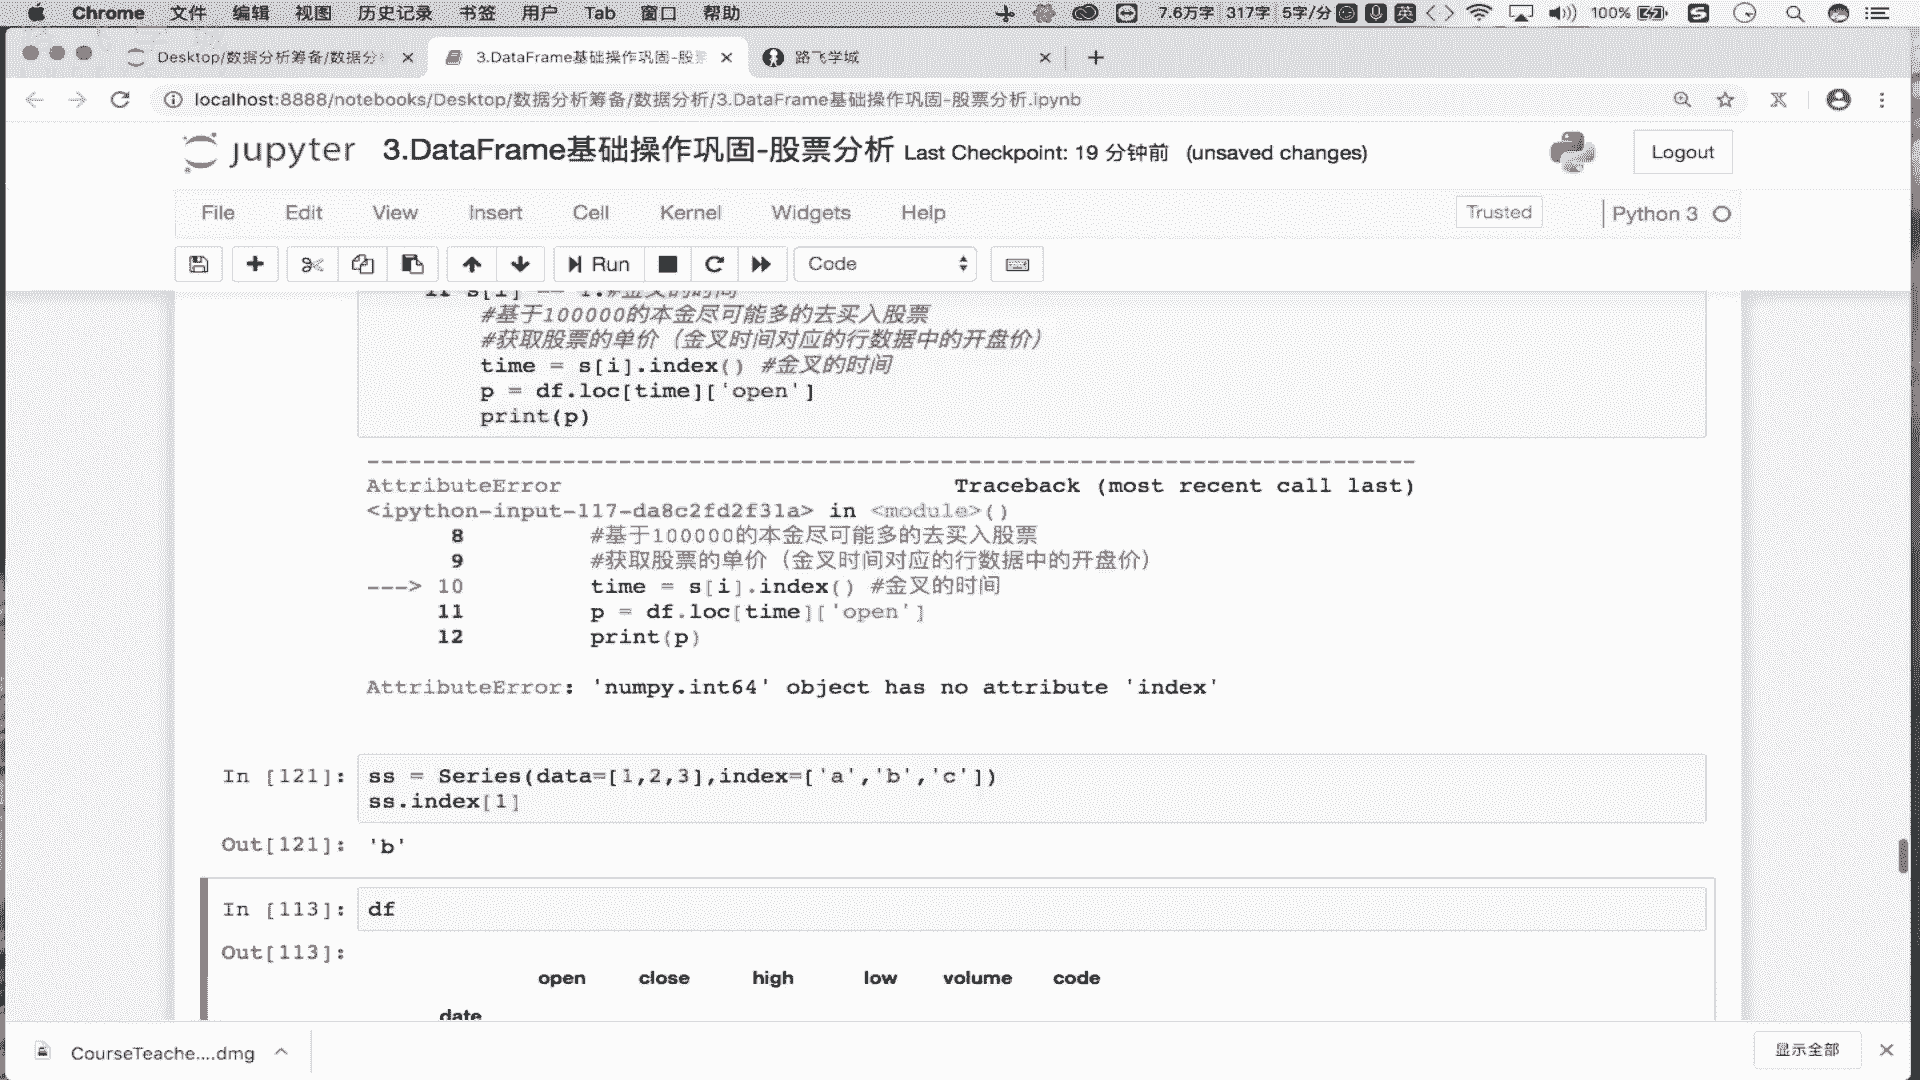 Chrome 文件 编辑 视图 历史记录 书签 用户 Tab 窗口 帮助 7.6万字 317字 5字/分 英 100%
Desktop/数据分析筹备/数据分 3.DataFrame基础操作巩固-股票 路飞学城
localhost:8888/notebooks/Desktop/数据分析筹备/数据分析/3.DataFrame基础操作巩固-股票分析.ipynb
jupyter 3.DataFrame基础操作巩固-股票分析 Last Checkpoint: 19 分钟前 (unsaved changes) Logout
File Edit View Insert Cell Kernel Widgets Help Trusted Python 3
Run Code
if s[i] == 1:#金叉的时间
#基于100000的本金尽可能多的去买入股票
#获取股票的单价（金叉时间对应的行数据中的开盘价）
time = s[i].index() #金叉的时间
p = df.loc[time]['open']
print(p)
---------------------------------------------------------------------------
AttributeError Traceback (most recent call last)
<ipython-input-117-da8c2fd2f31a> in <module>()
8 #基于100000的本金尽可能多的去买入股票
9 #获取股票的单价（金叉时间对应的行数据中的开盘价）
---> 10 time = s[i].index() #金叉的时间
11 p = df.loc[time]['open']
12 print(p)
AttributeError: 'numpy.int64' object has no attribute 'index'
In [121]: ss = Series(data=[1,2,3],index=['a','b','c'])
ss.index[1]
Out[121]: 'b'
In [113]: df
Out[113]:
open close high low volume code
date
CourseTeache....dmg 显示全部